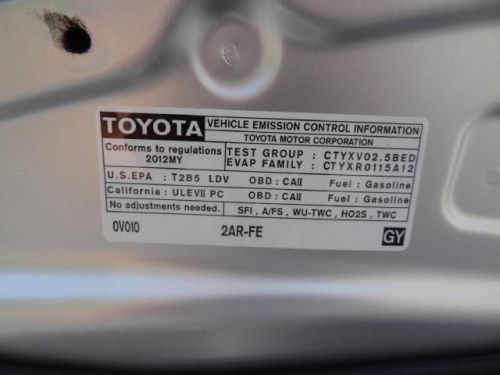 TOYOTA VEHICLE EMISSION CONTROL INFORMATION
TOYOTA MOTOR CORPORATION
Conforms to regulations 2012MY
TEST GROUP : CTYXV02.5BED
EVAP FAMILY : CTYXR0115A12
U.S.EPA : T2B5 LDV OBD : CAII Fuel : Gasoline
California : ULEVII PC OBD : CAII Fuel : Gasoline
No adjustments needed. SFI , A/FS , WU-TWC , HO2S , TWC
0V010 2AR-FE GY